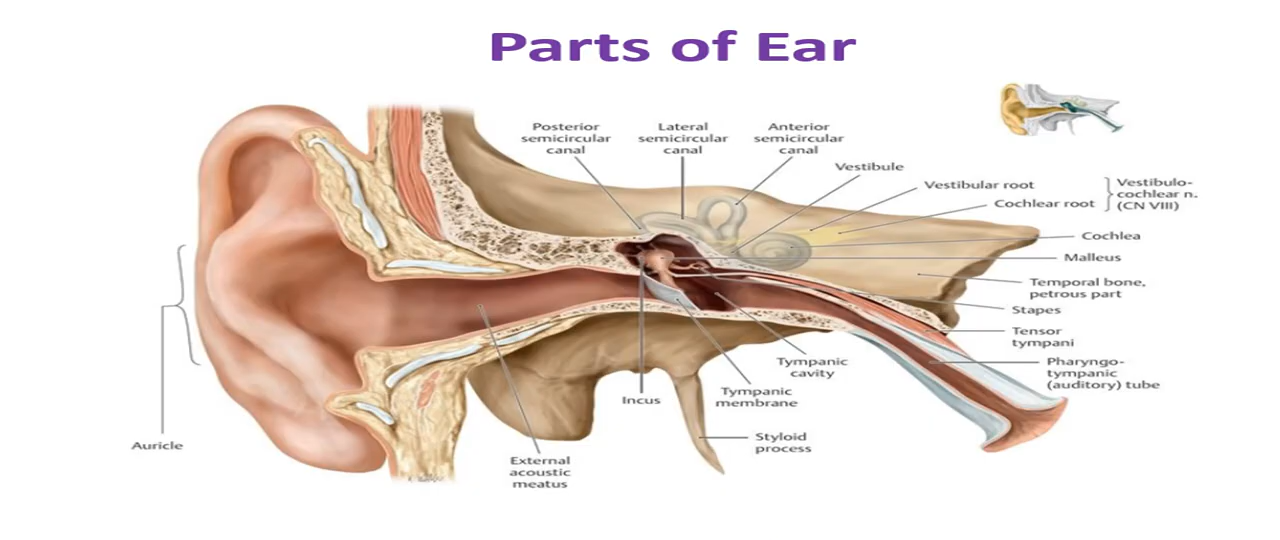 Parts of Ear
Posterior
semicircular
canal
Lateral
semicircular
canal
Anterior
semicircular
canal
Vestibule
Vestibular root
Cochlear root
Vestibulo-
cochlear n.
(CN VIII)
Cochlea
Malleus
Temporal bone,
petrous part
Stapes
Tensor
tympani
Pharyngo-
tympanic
(auditory) tube
Tympanic
cavity
Tympanic
membrane
Incus
Styloid
process
External
acoustic
meatus
Auricle